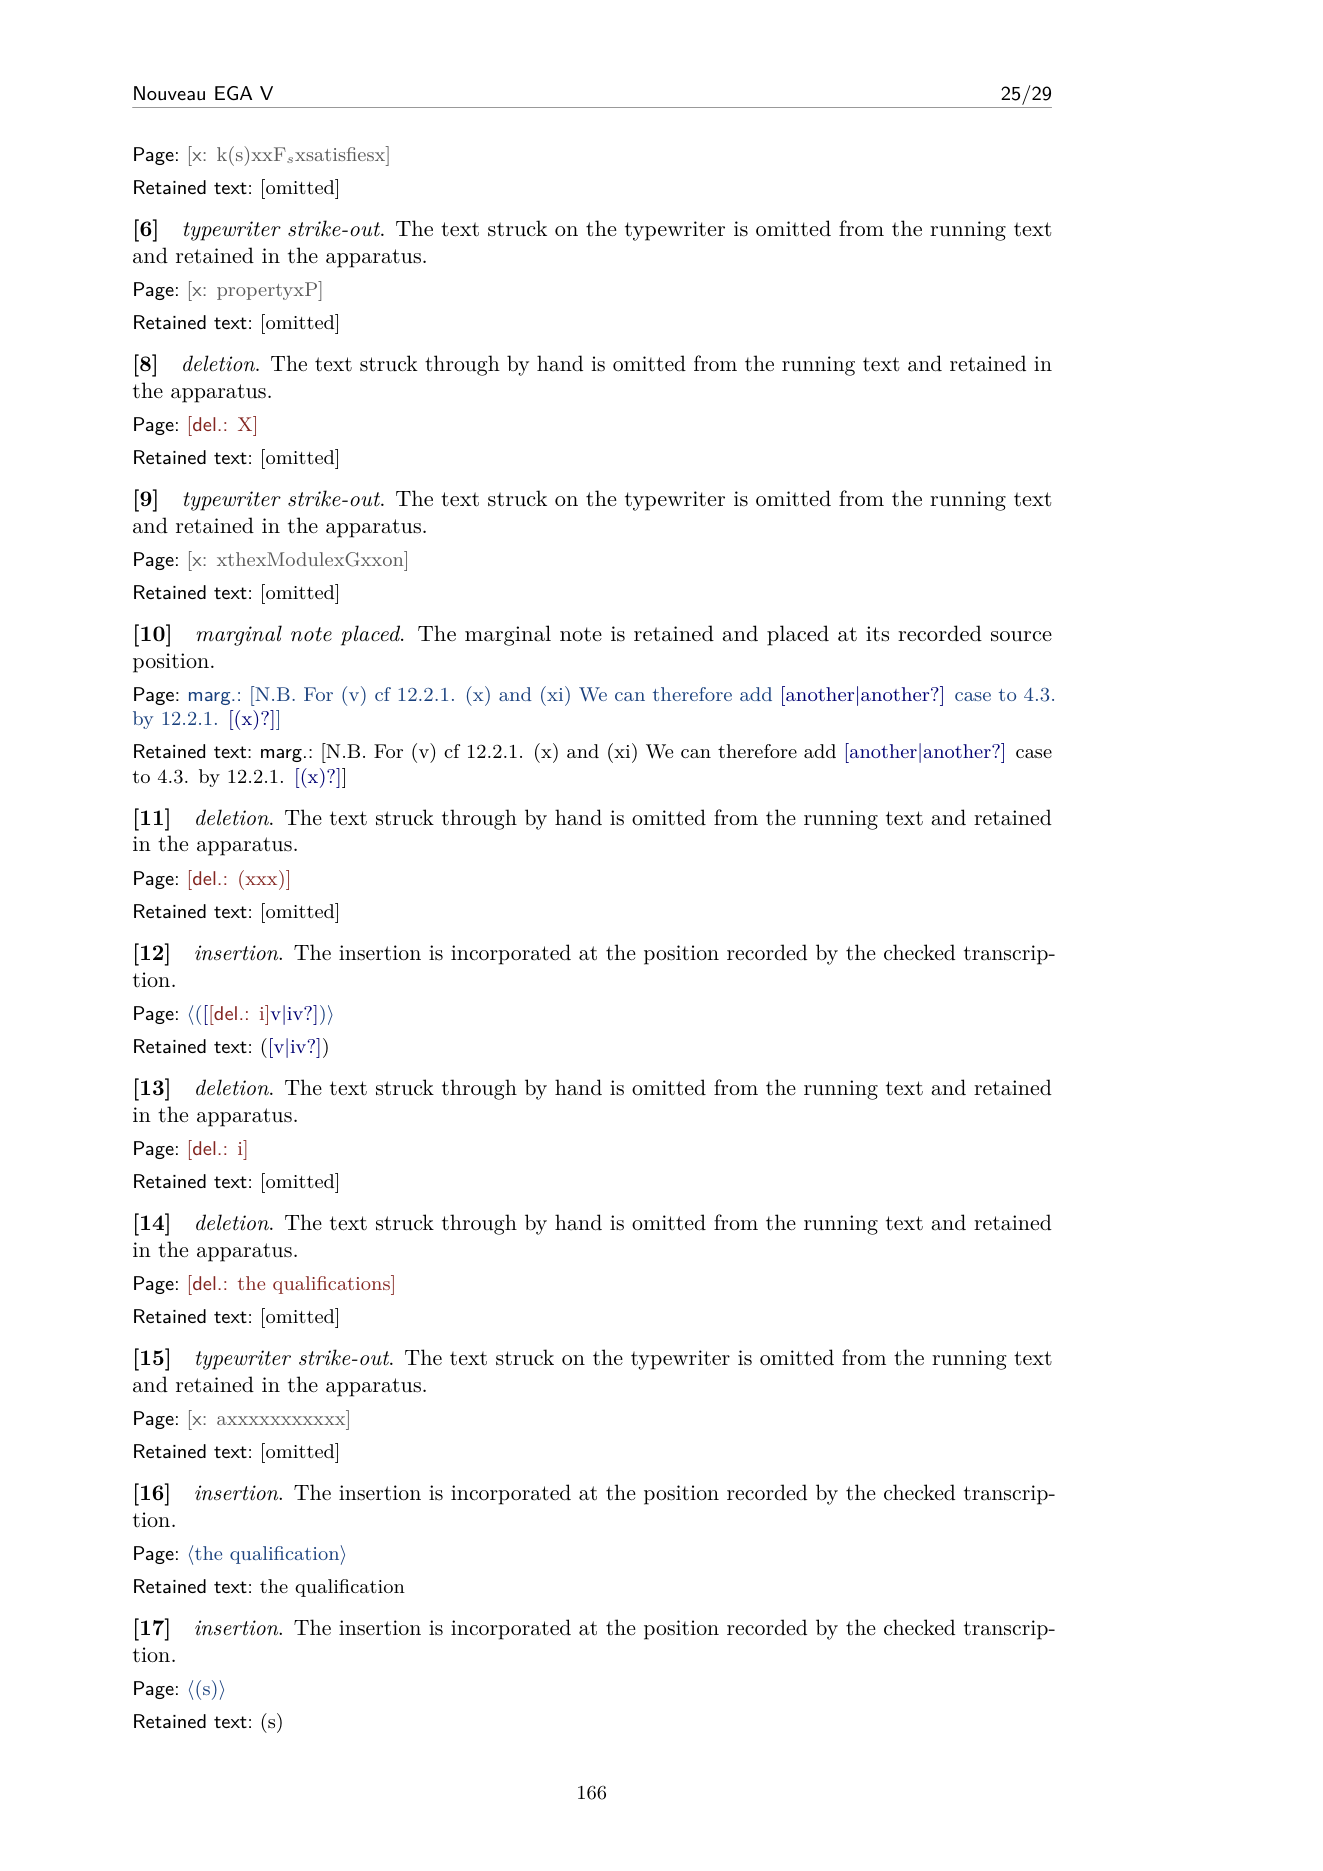 Nouveau EGA V 25/29
Page: [x: k(s)xxFₛxsatisfiesx]
Retained text: [omitted]
[6] typewriter strike-out. The text struck on the typewriter is omitted from the running text
and retained in the apparatus.
Page: [x: propertyxP]
Retained text: [omitted]
[8] deletion. The text struck through by hand is omitted from the running text and retained in
the apparatus.
Page: [del.: X]
Retained text: [omitted]
[9] typewriter strike-out. The text struck on the typewriter is omitted from the running text
and retained in the apparatus.
Page: [x: xthexModulexGxxon]
Retained text: [omitted]
[10] marginal note placed. The marginal note is retained and placed at its recorded source
position.
Page: marg.: [N.B. For (v) cf 12.2.1. (x) and (xi) We can therefore add [another|another?] case to 4.3.
by 12.2.1. [(x)?]]
Retained text: marg.: [N.B. For (v) cf 12.2.1. (x) and (xi) We can therefore add [another|another?] case
to 4.3. by 12.2.1. [(x)?]]
[11] deletion. The text struck through by hand is omitted from the running text and retained
in the apparatus.
Page: [del.: (xxx)]
Retained text: [omitted]
[12] insertion. The insertion is incorporated at the position recorded by the checked transcrip-
tion.
Page: ⟨([[del.: i]v|iv?])⟩
Retained text: ([v|iv?])
[13] deletion. The text struck through by hand is omitted from the running text and retained
in the apparatus.
Page: [del.: i]
Retained text: [omitted]
[14] deletion. The text struck through by hand is omitted from the running text and retained
in the apparatus.
Page: [del.: the qualifications]
Retained text: [omitted]
[15] typewriter strike-out. The text struck on the typewriter is omitted from the running text
and retained in the apparatus.
Page: [x: axxxxxxxxxxx]
Retained text: [omitted]
[16] insertion. The insertion is incorporated at the position recorded by the checked transcrip-
tion.
Page: ⟨the qualification⟩
Retained text: the qualification
[17] insertion. The insertion is incorporated at the position recorded by the checked transcrip-
tion.
Page: ⟨(s)⟩
Retained text: (s)
166